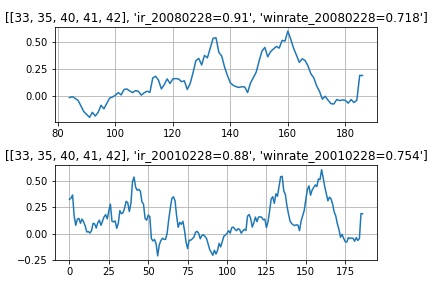 [[33, 35, 40, 41, 42], 'ir_20080228=0.91', 'winrate_20080228=0.718']
0.50
0.25
0.00
80 100 120 140 160 180
[[33, 35, 40, 41, 42], 'ir_20010228=0.88', 'winrate_20010228=0.754']
0.50
0.25
0.00
−0.25
0 25 50 75 100 125 150 175